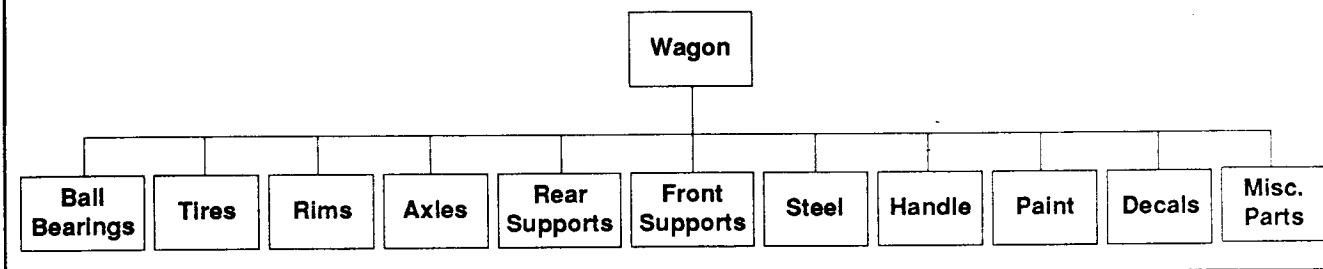 Wagon
Ball
Bearings
Tires
Rims
Axles
Rear
Supports
Front
Supports
Steel
Handle
Paint
Decals
Misc.
Parts